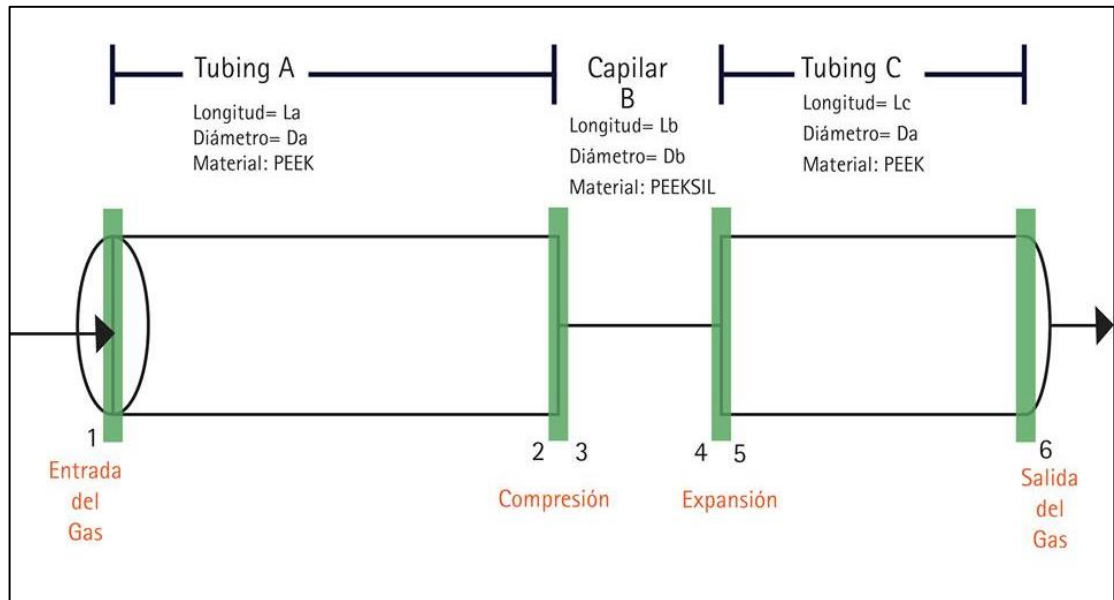 Tubing A
Longitud= La
Diámetro= Da
Material: PEEK
Capilar
B
Longitud= Lb
Diámetro= Db
Material: PEEKSIL
Tubing C
Longitud= Lc
Diámetro= Da
Material: PEEK
1
Entrada
del
Gas
2 3
Compresión
4 5
Expansión
6
Salida
del
Gas